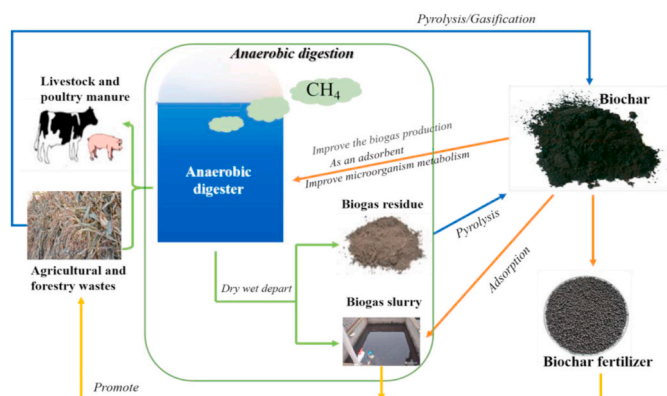 Pyrolysis/Gasification
Anaerobic digestion
Livestock and
poultry manure
CH4
Biochar
Improve the biogas production
As an adsorbent
Improve microorganism metabolism
Anaerobic
digester
Biogas residue
Pyrolysis
Agricultural and
forestry wastes
Dry wet depart
Biogas slurry
Adsorption
Biochar fertilizer
Promote